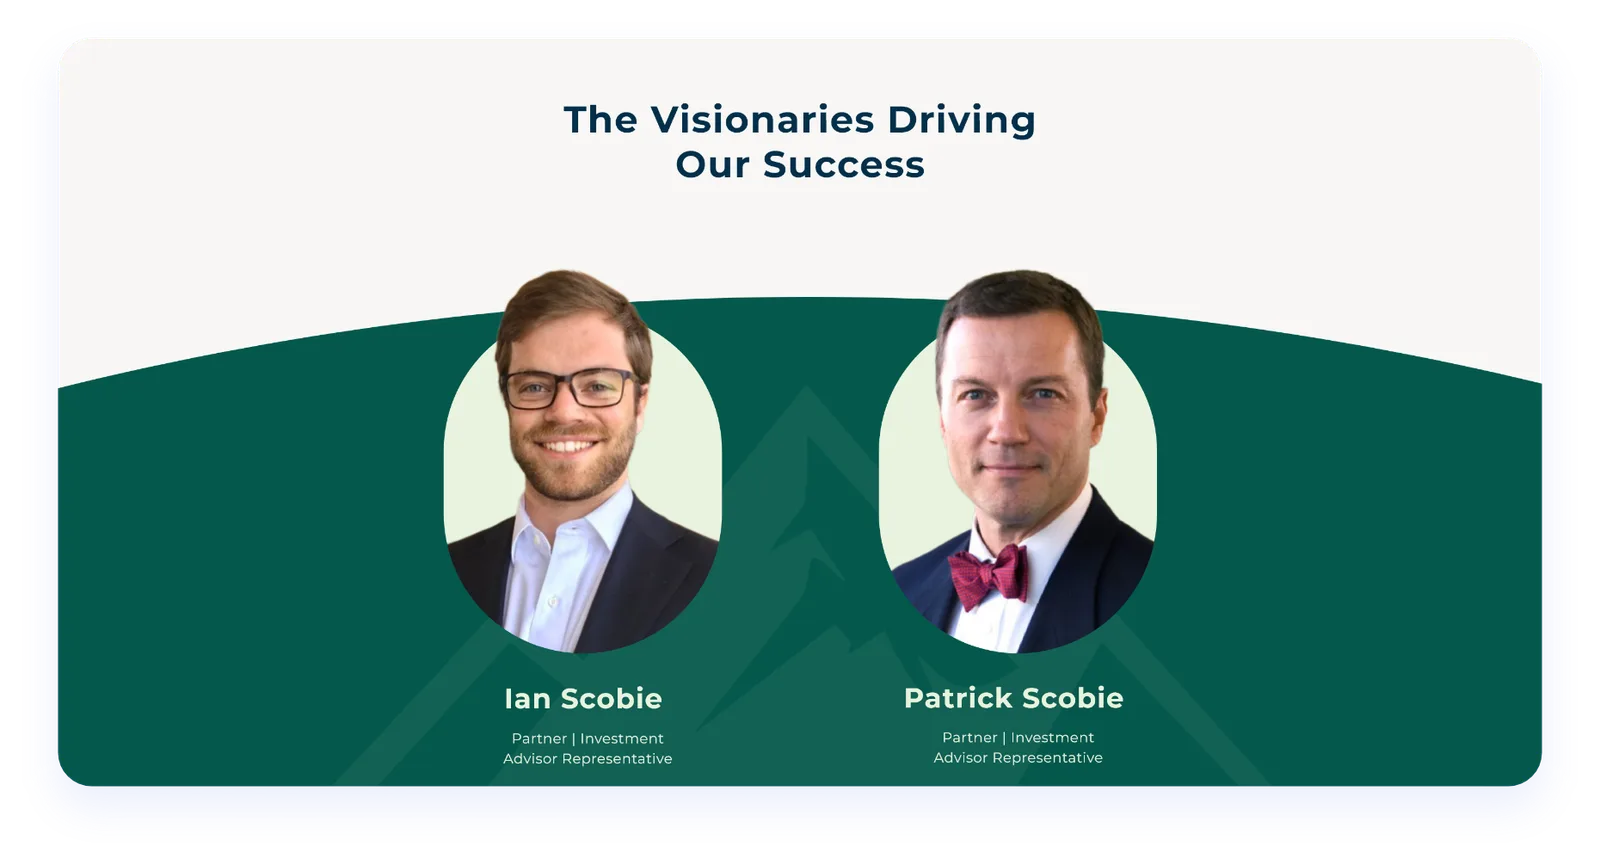 The Visionaries Driving
Our Success
Ian Scobie
Partner | Investment
Advisor Representative
Patrick Scobie
Partner | Investment
Advisor Representative